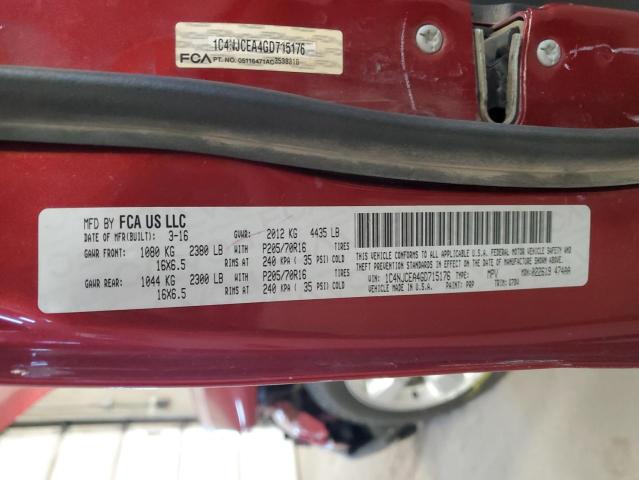 1C4NJCEA4GD715176
FCA PT. NO. 05116471AC
MFD BY FCA US LLC
DATE OF MFR(BUILT): 3-16 GVWR: 2012 KG 4435 LB
GAWR FRONT: 1080 KG 2380 LB WITH P205/70R16 TIRES
16X6.5 RIMS AT 240 KPA ( 35 PSI) COLD
GAWR REAR: 1044 KG 2300 LB WITH P205/70R16 TIRES
16X6.5 RIMS AT 240 KPA ( 35 PSI) COLD
THIS VEHICLE CONFORMS TO ALL APPLICABLE U.S.A. FEDERAL MOTOR VEHICLE SAFETY AND
THEFT PREVENTION STANDARDS IN EFFECT ON THE DATE OF MANUFACTURE SHOWN ABOVE.
VIN: 1C4NJCEA4GD715176 TYPE: MPV MDH: 022619 474AA
VEHICLE MADE IN U.S.A. PAINT: PRP TRIM: